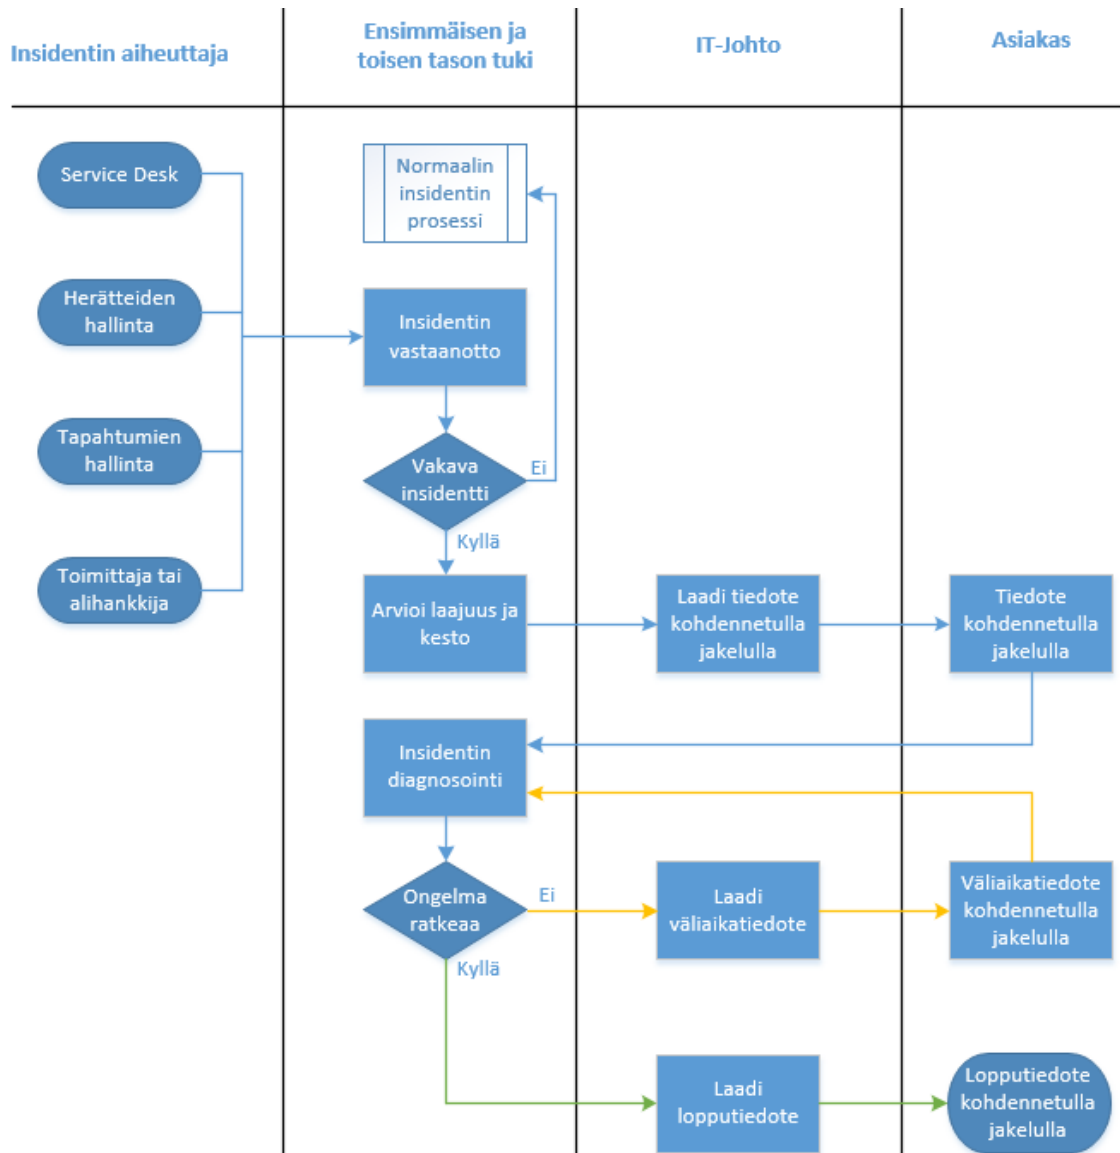 Insidentin aiheuttaja
Ensimmäisen ja
toisen tason tuki
IT-Johto
Asiakas
Service Desk
Normaalin
insidentin
prosessi
Herätteiden
hallinta
Insidentin
vastaanotto
Tapahtumien
hallinta
Vakava
insidentti
Ei
Kyllä
Toimittaja tai
alihankkija
Arvioi laajuus ja
kesto
Laadi tiedote
kohdennetulla
jakelulla
Tiedote
kohdennetulla
jakelulla
Insidentin
diagnosointi
Ongelma
ratkeaa
Ei
Kyllä
Laadi
väliaikatiedote
Väliaikatiedote
kohdennetulla
jakelulla
Laadi
lopputiedote
Lopputiedote
kohdennetulla
jakelulla